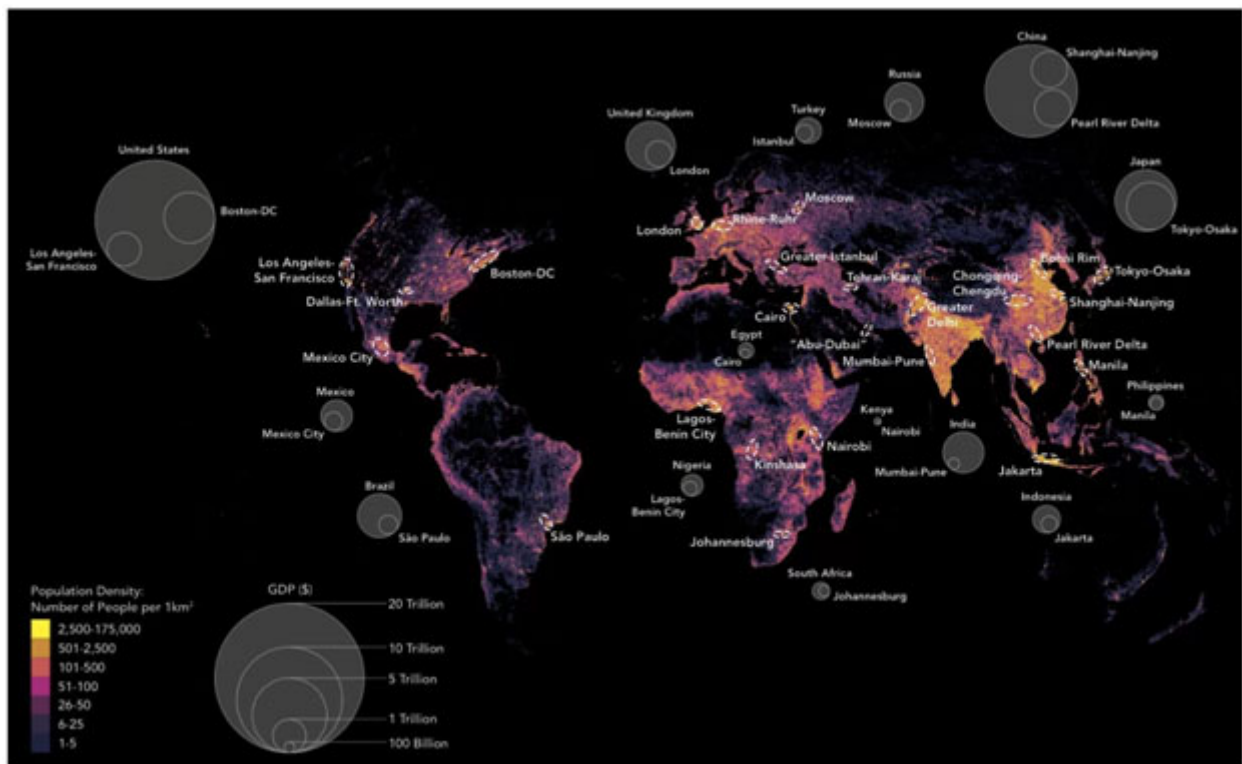 China
Shanghai-Nanjing
Pearl River Delta
Russia
Moscow
Turkey
Istanbul
United Kingdom
London
United States
Boston-DC
Los Angeles-
San Francisco
Japan
Tokyo-Osaka
Moscow
London
Rhine-Ruhr
Greater Istanbul
Tehran-Karaj
Chongqing-
Chengdu
Bohai Rim
Tokyo-Osaka
Shanghai-Nanjing
Los Angeles-
San Francisco
Boston-DC
Dallas-Ft. Worth
Mexico City
Cairo
Greater
Delhi
"Abu-Dubai"
Mumbai-Pune
Pearl River Delta
Manila
Egypt
Cairo
Mexico
Mexico City
Philippines
Manila
Kenya
Nairobi
India
Mumbai-Pune
Lagos-
Benin City
Nairobi
Kinshasa
Jakarta
Nigeria
Lagos-
Benin City
Indonesia
Jakarta
Brazil
São Paulo
São Paulo
Johannesburg
South Africa
Johannesburg
Population Density:
Number of People per 1km²
2,500-175,000
501-2,500
101-500
51-100
26-50
6-25
1-5
GDP ($)
20 Trillion
10 Trillion
5 Trillion
1 Trillion
100 Billion